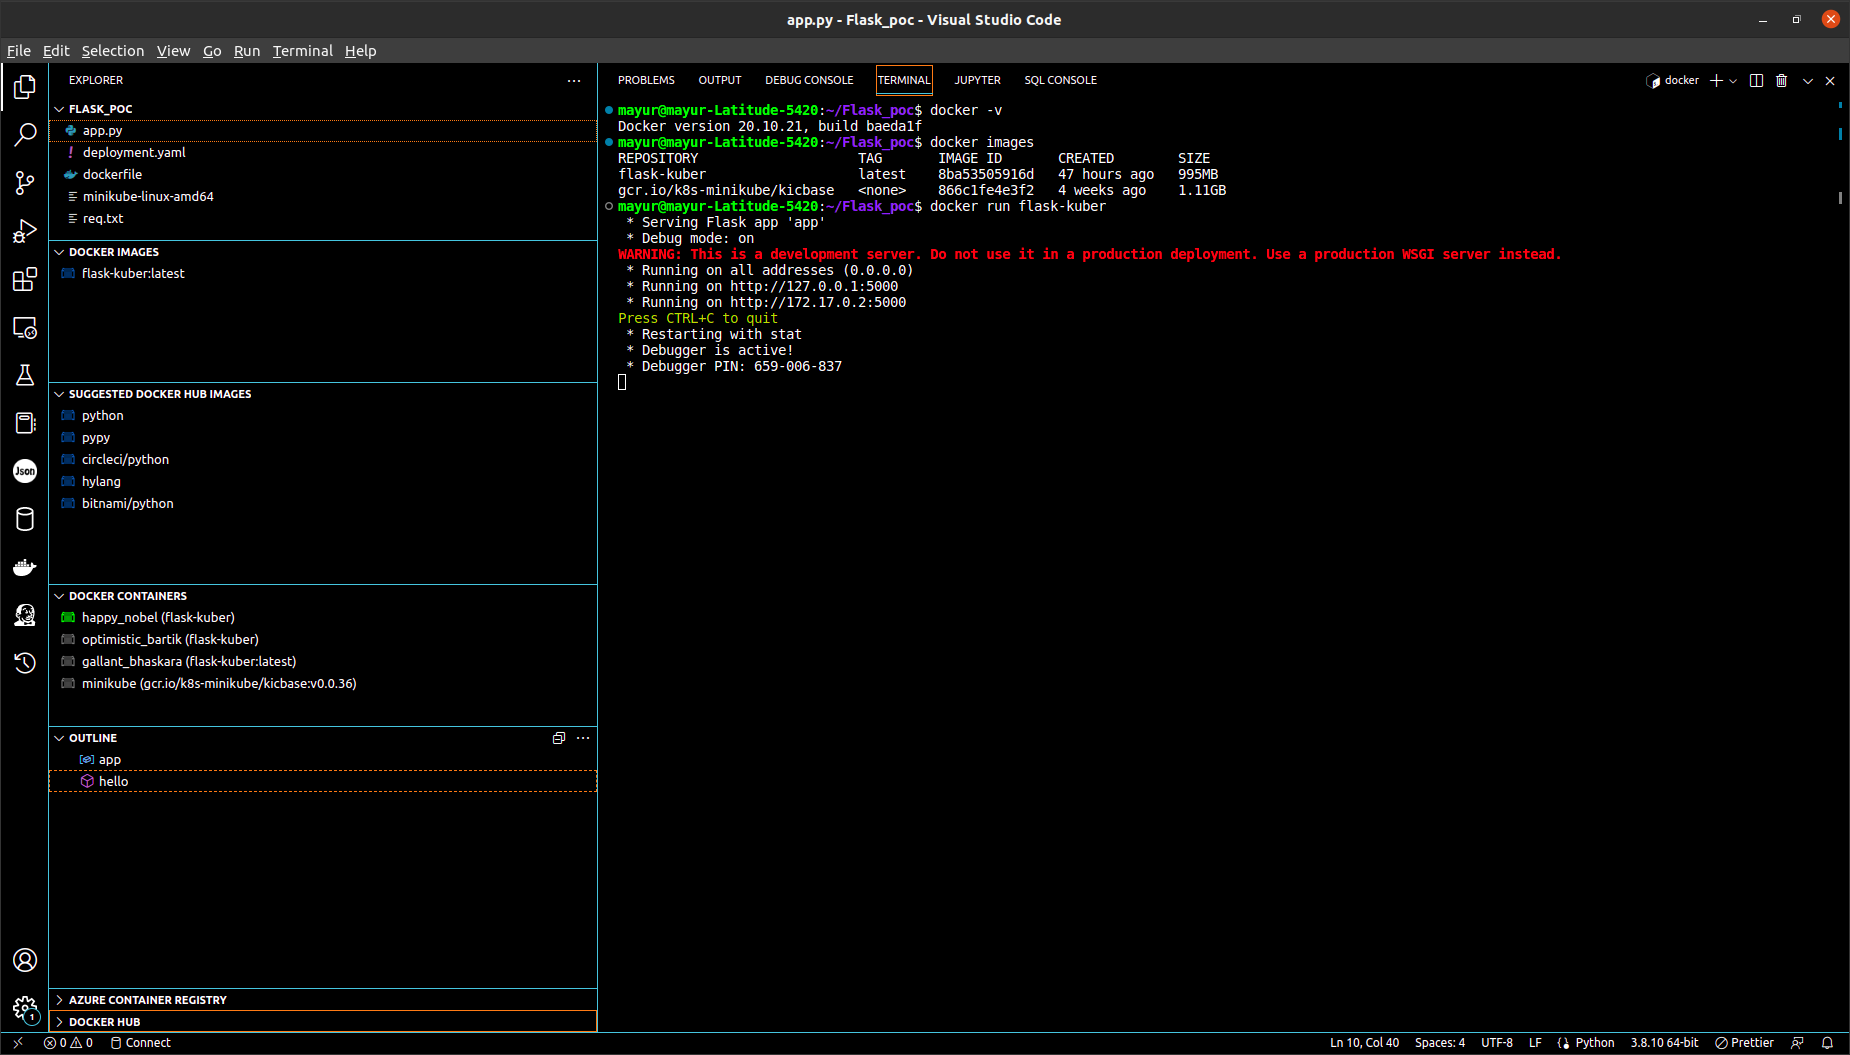 app.py - Flask_poc - Visual Studio Code
File Edit Selection View Go Run Terminal Help
EXPLORER
FLASK_POC
app.py
! deployment.yaml
dockerfile
minikube-linux-amd64
req.txt
DOCKER IMAGES
flask-kuber:latest
SUGGESTED DOCKER HUB IMAGES
python
pypy
circleci/python
hylang
bitnami/python
DOCKER CONTAINERS
happy_nobel (flask-kuber)
optimistic_bartik (flask-kuber)
gallant_bhaskara (flask-kuber:latest)
minikube (gcr.io/k8s-minikube/kicbase:v0.0.36)
OUTLINE
app
hello
AZURE CONTAINER REGISTRY
DOCKER HUB
Json
1
PROBLEMS OUTPUT DEBUG CONSOLE TERMINAL JUPYTER SQL CONSOLE docker
mayur@mayur-Latitude-5420:~/Flask_poc$ docker -v
Docker version 20.10.21, build baeda1f
mayur@mayur-Latitude-5420:~/Flask_poc$ docker images
REPOSITORY TAG IMAGE ID CREATED SIZE
flask-kuber latest 8ba53505916d 47 hours ago 995MB
gcr.io/k8s-minikube/kicbase <none> 866c1fe4e3f2 4 weeks ago 1.11GB
mayur@mayur-Latitude-5420:~/Flask_poc$ docker run flask-kuber
* Serving Flask app 'app'
* Debug mode: on
WARNING: This is a development server. Do not use it in a production deployment. Use a production WSGI server instead.
* Running on all addresses (0.0.0.0)
* Running on http://127.0.0.1:5000
* Running on http://172.17.0.2:5000
Press CTRL+C to quit
* Restarting with stat
* Debugger is active!
* Debugger PIN: 659-006-837
0 0 Connect Ln 10, Col 40 Spaces: 4 UTF-8 LF Python 3.8.10 64-bit Prettier